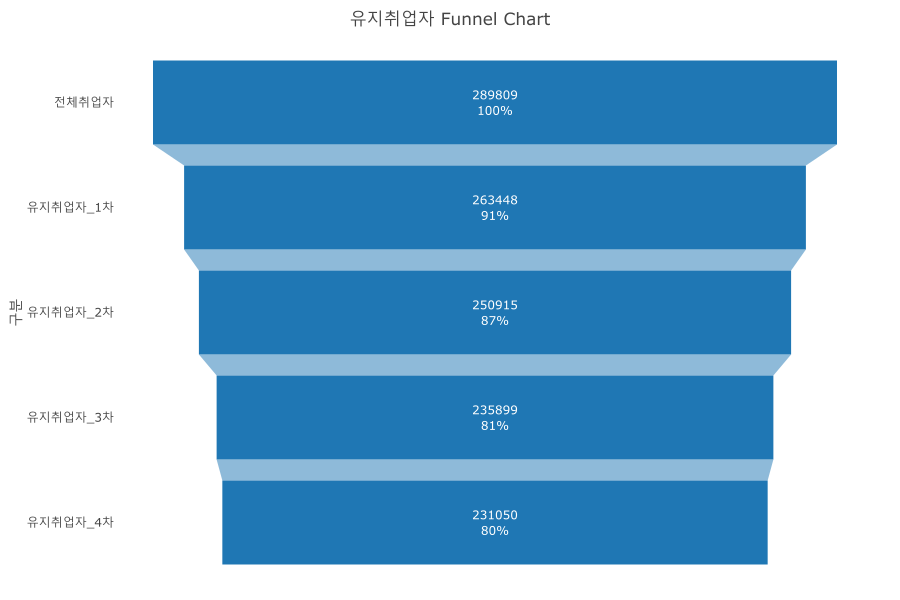 유지취업자 Funnel Chart
구분
전체취업자
289809
100%
유지취업자_1차
263448
91%
유지취업자_2차
250915
87%
유지취업자_3차
235899
81%
유지취업자_4차
231050
80%